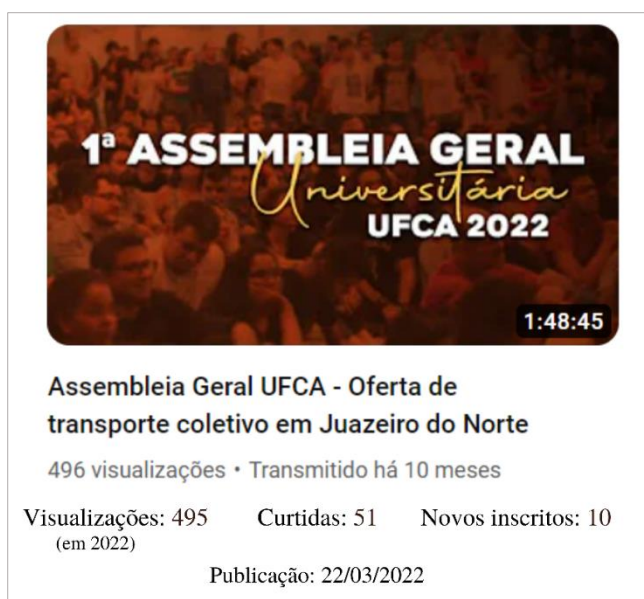 1ª ASSEMBLEIA GERAL
Universitária
UFCA 2022
1:48:45
Assembleia Geral UFCA - Oferta de
transporte coletivo em Juazeiro do Norte
496 visualizações • Transmitido há 10 meses
Visualizações: 495 Curtidas: 51 Novos inscritos: 10
(em 2022)
Publicação: 22/03/2022